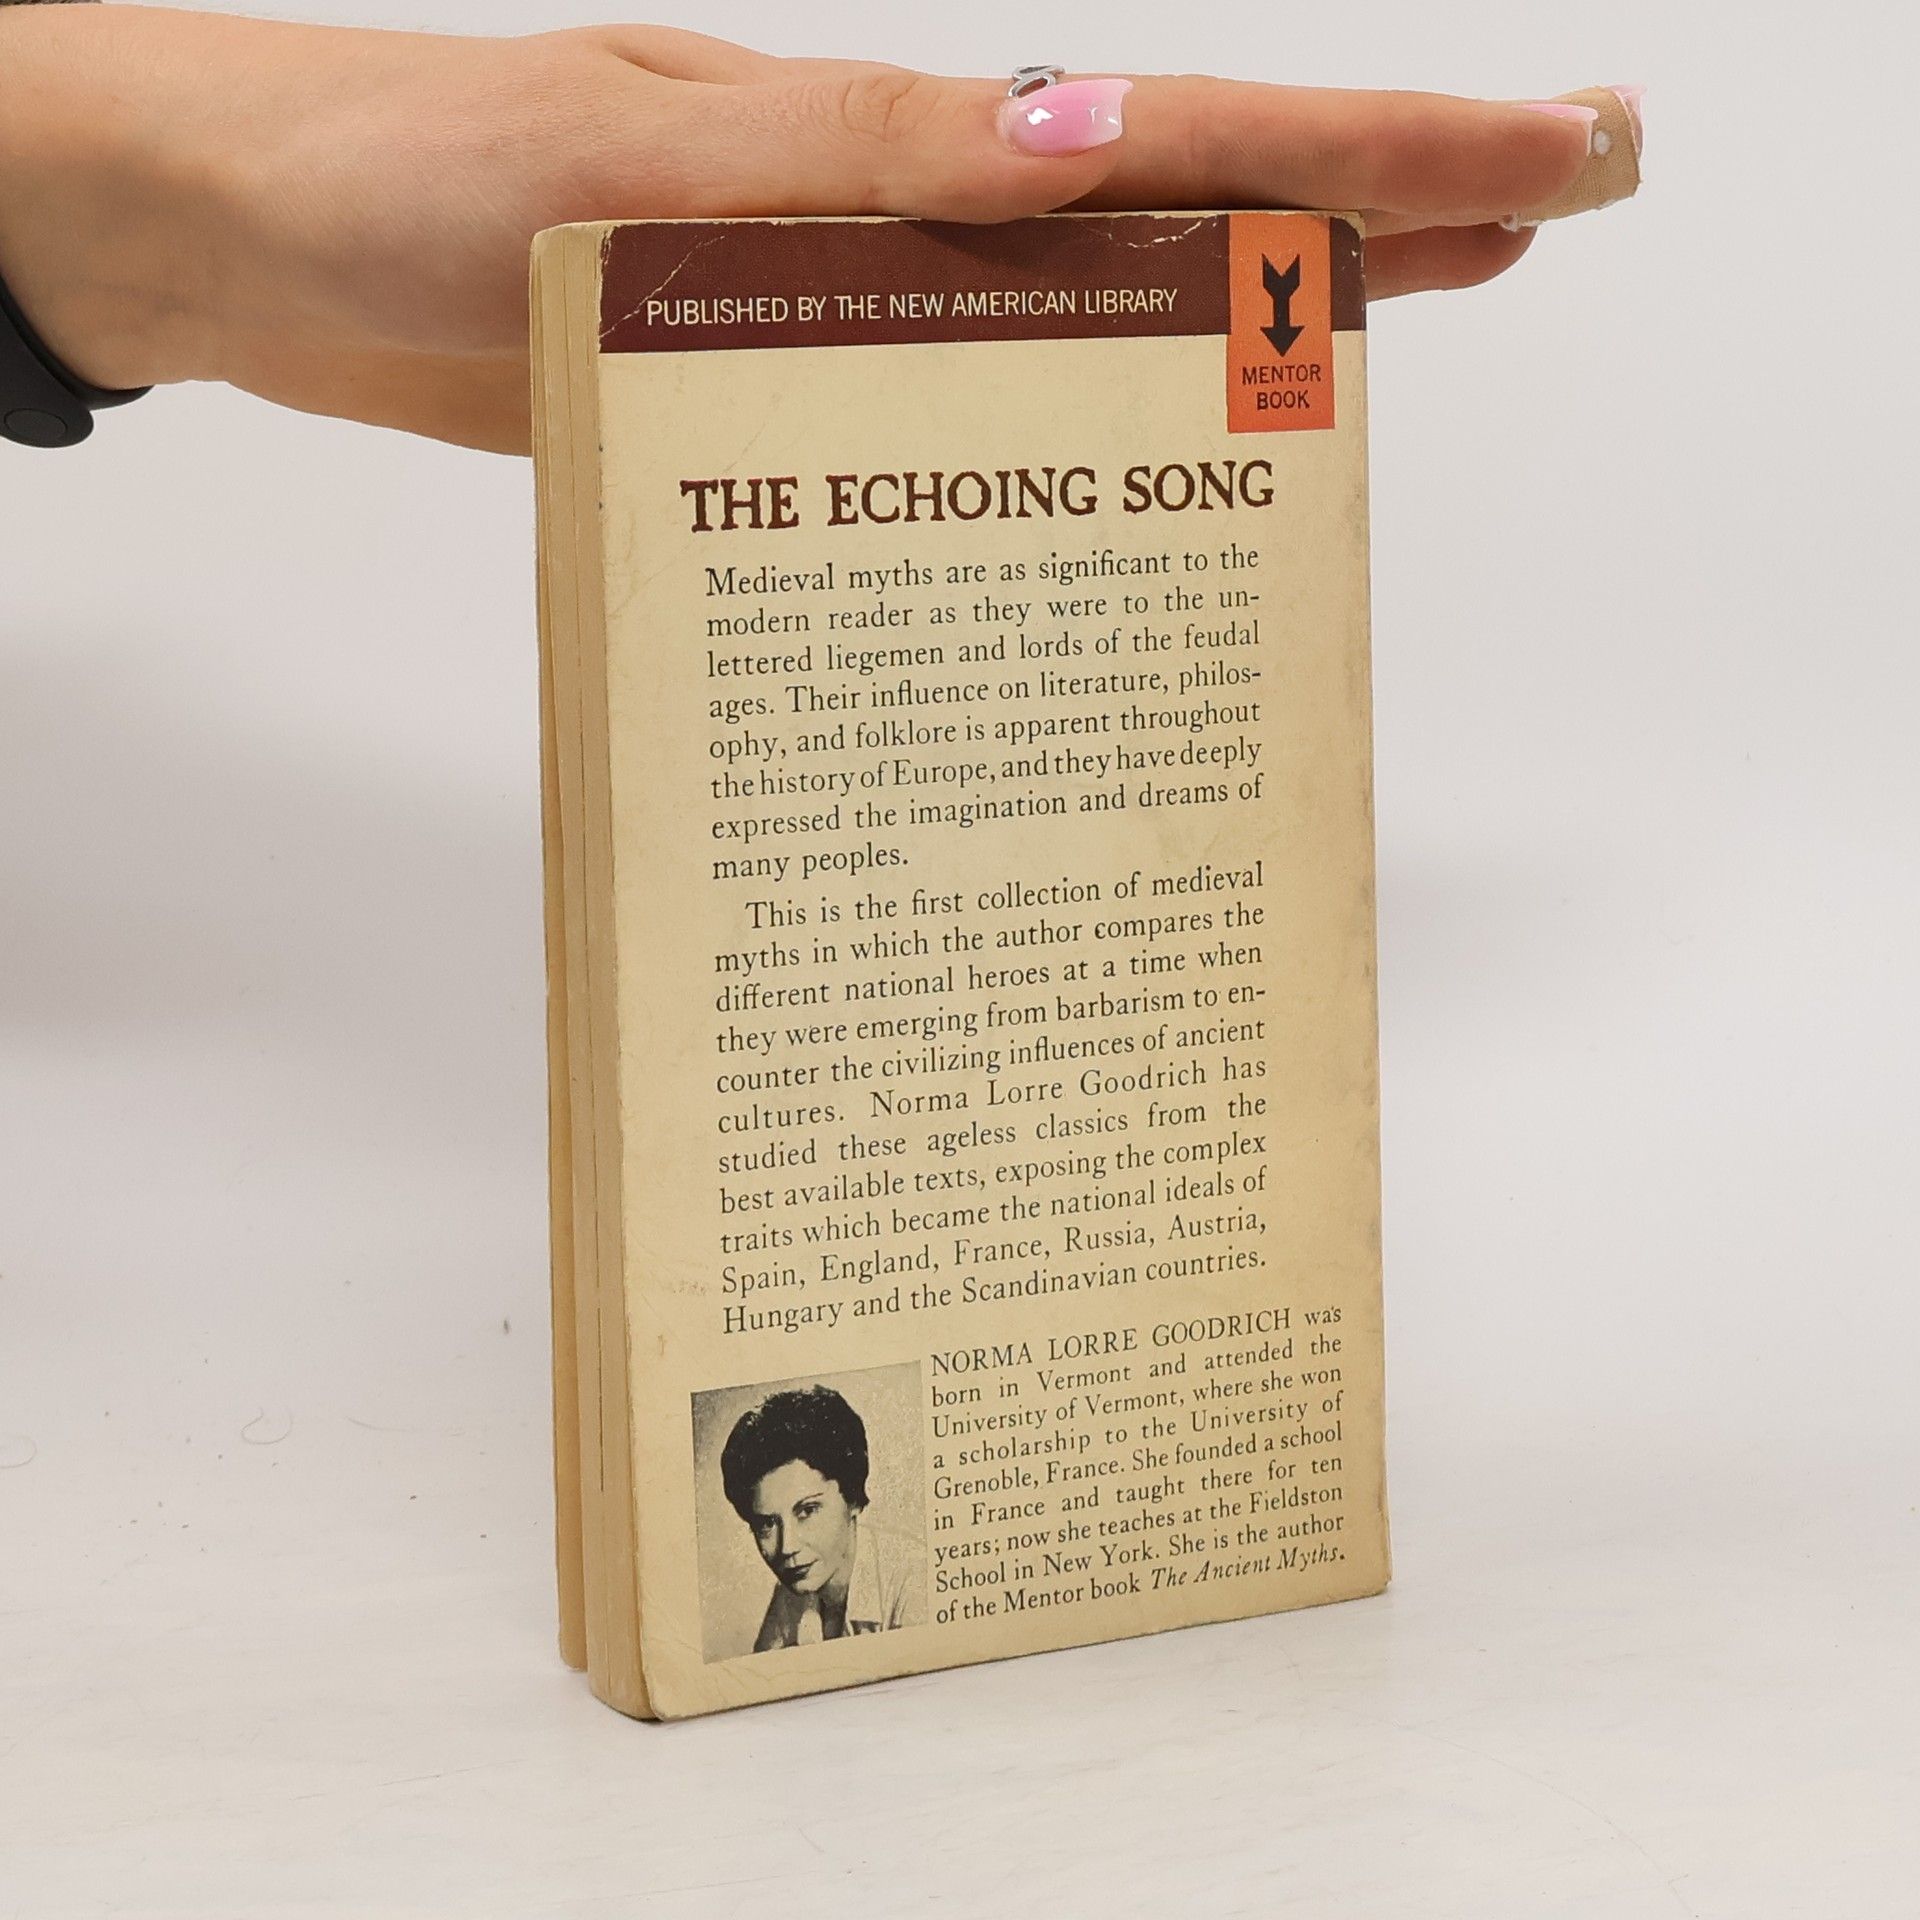 PUBLISHED BY THE NEW AMERICAN LIBRARY
MENTOR
BOOK
THE ECHOING SONG
Medieval myths are as significant to the
modern reader as they were to the un-
lettered liegemen and lords of the feudal
ages. Their influence on literature, philos-
ophy, and folklore is apparent throughout
the history of Europe, and they have deeply
expressed the imagination and dreams of
many peoples.
This is the first collection of medieval
myths in which the author compares the
different national heroes at a time when
they were emerging from barbarism to en-
counter the civilizing influences of ancient
cultures. Norma Lorre Goodrich has
studied these ageless classics from the
best available texts, exposing the complex
traits which became the national ideals of
Spain, England, France, Russia, Austria,
Hungary and the Scandinavian countries.
NORMA LORRE GOODRICH was
born in Vermont and attended the
University of Vermont, where she won
a scholarship to the University of
Grenoble, France. She founded a school
in France and taught there for ten
years; now she teaches at the Fieldston
School in New York. She is the author
of the Mentor book The Ancient Myths.